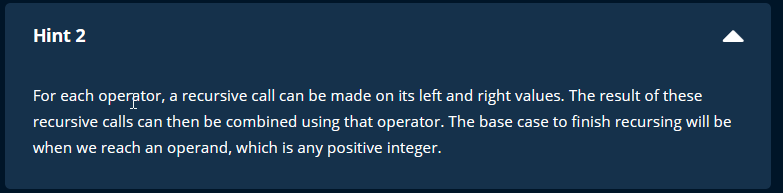 Hint 2
For each operator, a recursive call can be made on its left and right values. The result of these
recursive calls can then be combined using that operator. The base case to finish recursing will be
when we reach an operand, which is any positive integer.